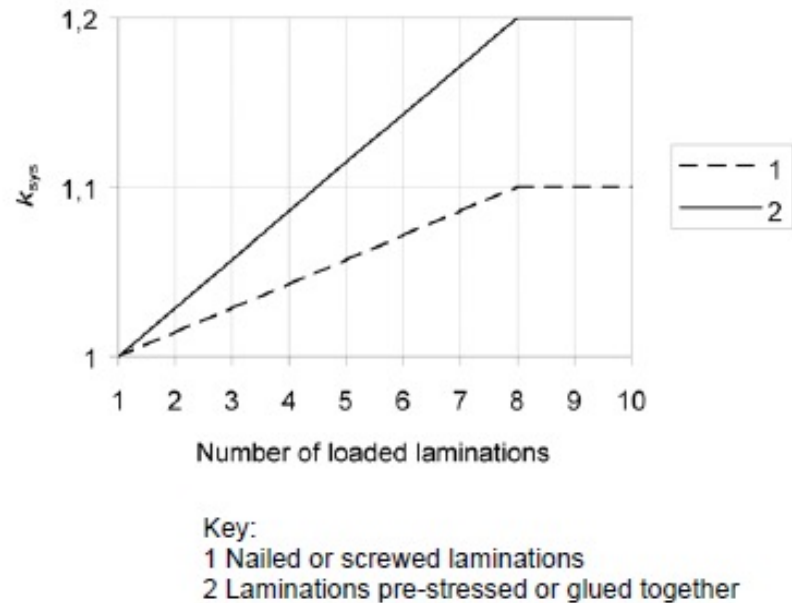 1,2
1,1
1
k sys
1 2 3 4 5 6 7 8 9 10
Number of loaded laminations
1
2
Key:
1 Nailed or screwed laminations
2 Laminations pre-stressed or glued together